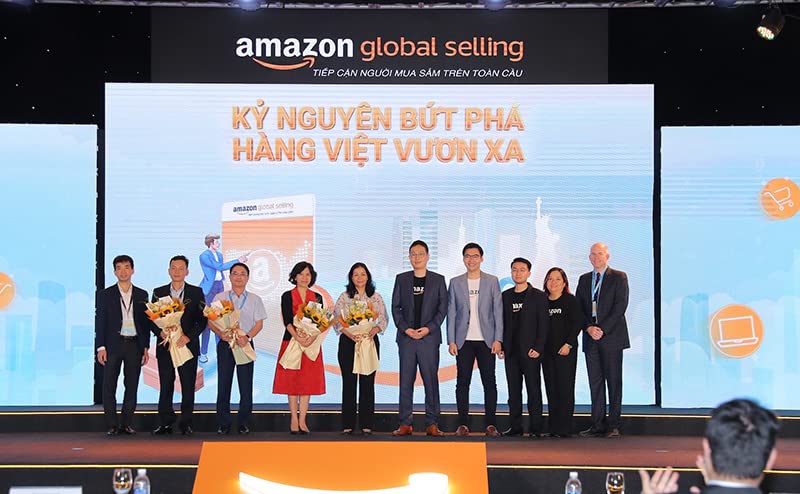 amazon global selling
TIẾP CẬN NGƯỜI MUA SẮM TRÊN TOÀN CẦU
KỶ NGUYÊN BỨT PHÁ
HÀNG VIỆT VƯƠN XA
amazon global selling
a